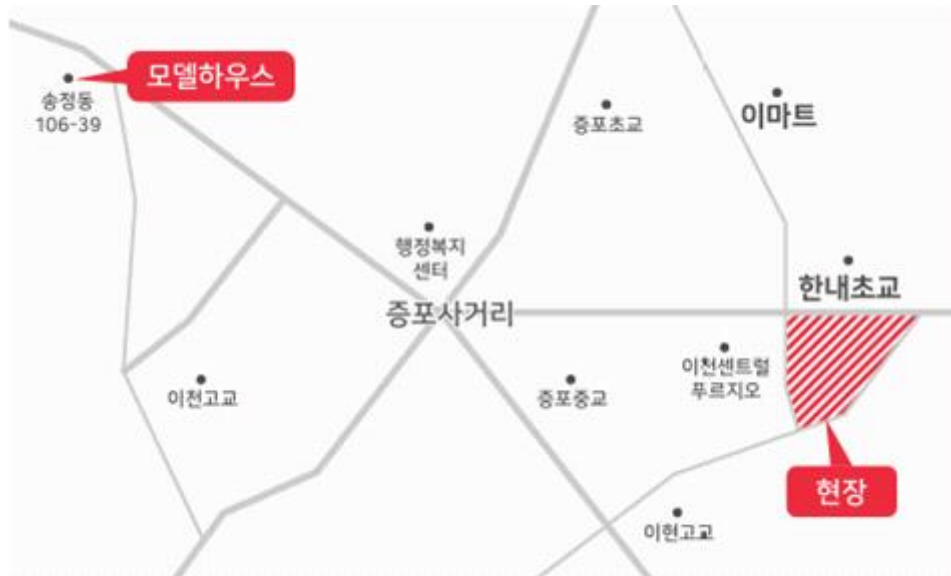 모델하우스
송정동
106-39
증포초교
이마트
행정복지
센터
한내초교
증포사거리
이천센트럴
푸르지오
이천고교
증포중교
현장
이현고교